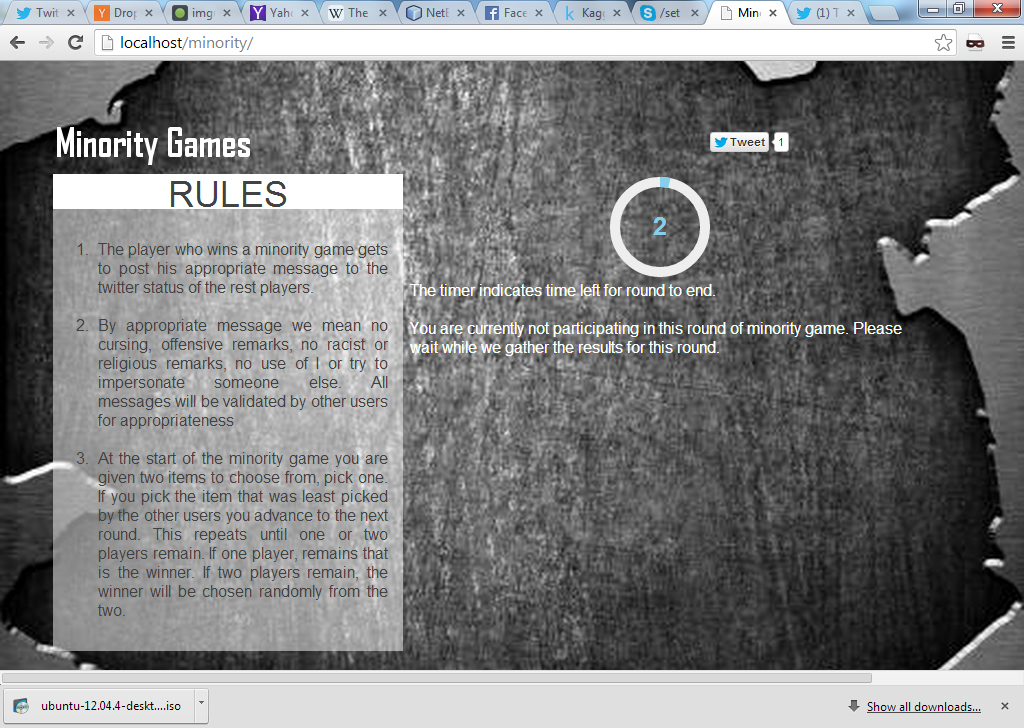 Twit
Drop
img
Yah
The
Net
Face
Kag
/set
Min
(1) T
localhost/minority/
Minority Games
Tweet 1
RULES
2
1. The player who wins a minority game gets
to post his appropriate message to the
twitter status of the rest players.
The timer indicates time left for round to end.
You are currently not participating in this round of minority game. Please
wait while we gather the results for this round.
2. By appropriate message we mean no
cursing, offensive remarks, no racist or
religious remarks, no use of I or try to
impersonate someone else. All
messages will be validated by other users
for appropriateness
3. At the start of the minority game you are
given two items to choose from, pick one.
If you pick the item that was least picked
by the other users you advance to the next
round. This repeats until one or two
players remain. If one player, remains that
is the winner. If two players remain, the
winner will be chosen randomly from the
two.
ubuntu-12.04.4-deskt....iso
Show all downloads...